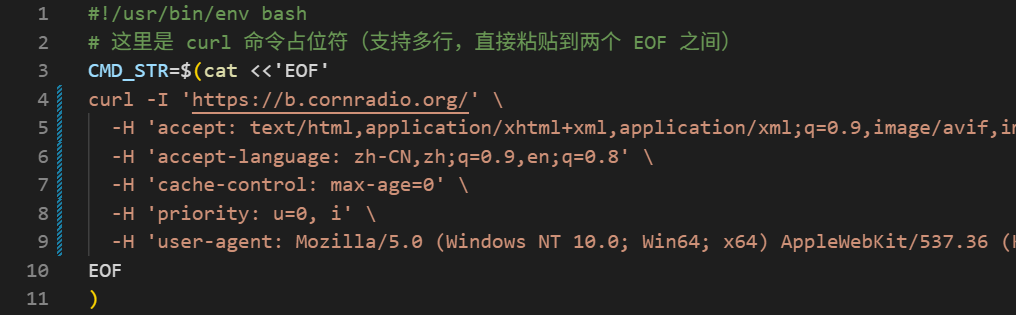 1 #!/usr/bin/env bash
2 # 这里是 curl 命令占位符（支持多行，直接粘贴到两个 EOF 之间）
3 CMD_STR=$(cat <<'EOF'
4 curl -I 'https://b.cornradio.org/' \
5   -H 'accept: text/html,application/xhtml+xml,application/xml;q=0.9,image/avif,
6   -H 'accept-language: zh-CN,zh;q=0.9,en;q=0.8' \
7   -H 'cache-control: max-age=0' \
8   -H 'priority: u=0, i' \
9   -H 'user-agent: Mozilla/5.0 (Windows NT 10.0; Win64; x64) AppleWebKit/537.36 (
10 EOF
11 )